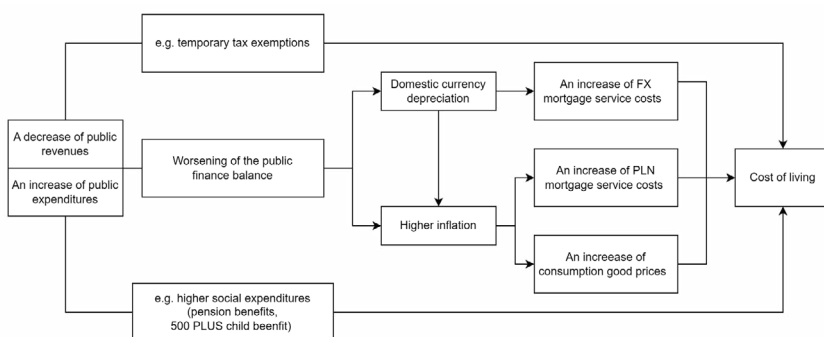 e.g. temporary tax exemptions
Domestic currency
depreciation
An increase of FX
mortgage service costs
A decrease of public
revenues
An increase of public
expenditures
Worsening of the public
finance balance
An increase of PLN
mortgage service costs
Cost of living
Higher inflation
An increease of
consumption good prices
e.g. higher social expenditures
(pension benefits,
500 PLUS child beenfit)